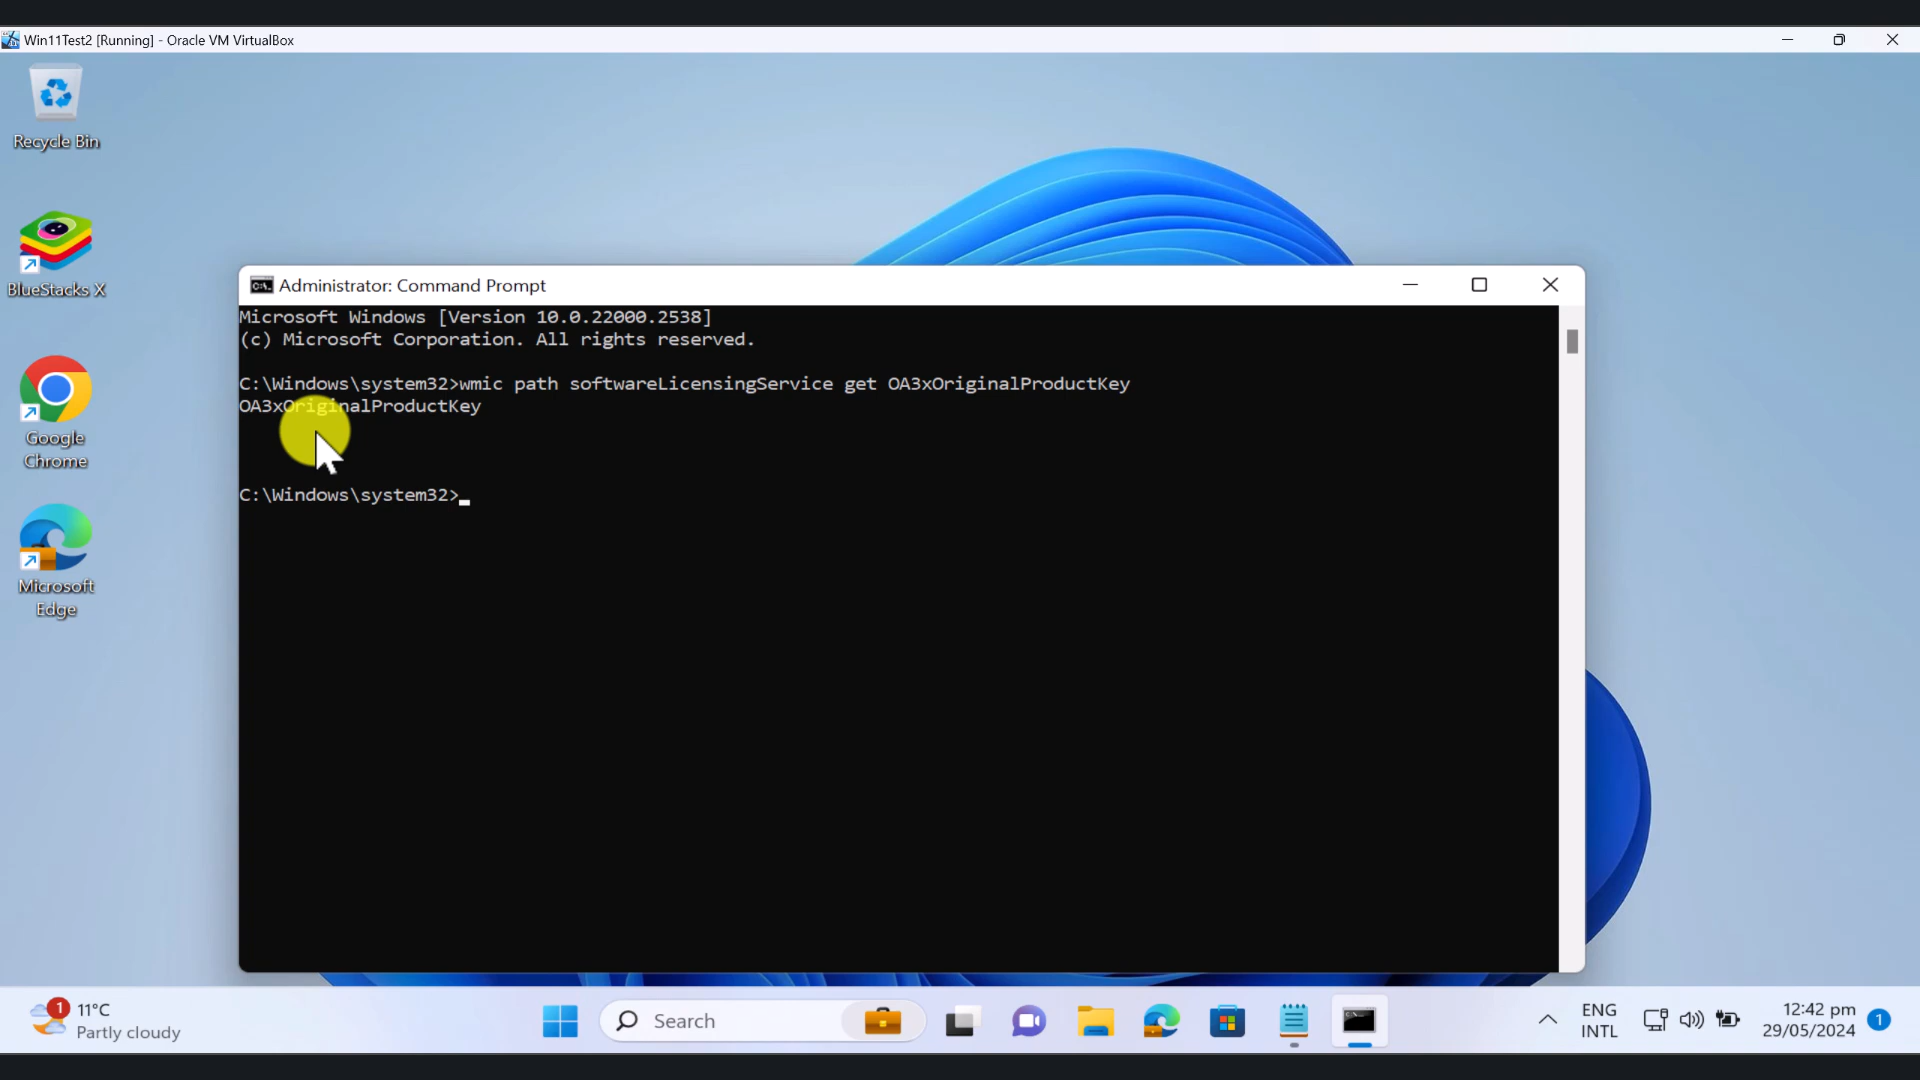 Win11Test2 [Running] - Oracle VM VirtualBox
Recycle Bin
BlueStacks X
Google
Chrome
Microsoft
Edge
Administrator: Command Prompt
Microsoft Windows [Version 10.0.22000.2538]
(c) Microsoft Corporation. All rights reserved.
C:\Windows\system32>wmic path softwareLicensingService get OA3xOriginalProductKey
OA3xOriginalProductKey
C:\Windows\system32>
1
11°C
Partly cloudy
Search
ENG
INTL
12:42 pm
29/05/2024
1